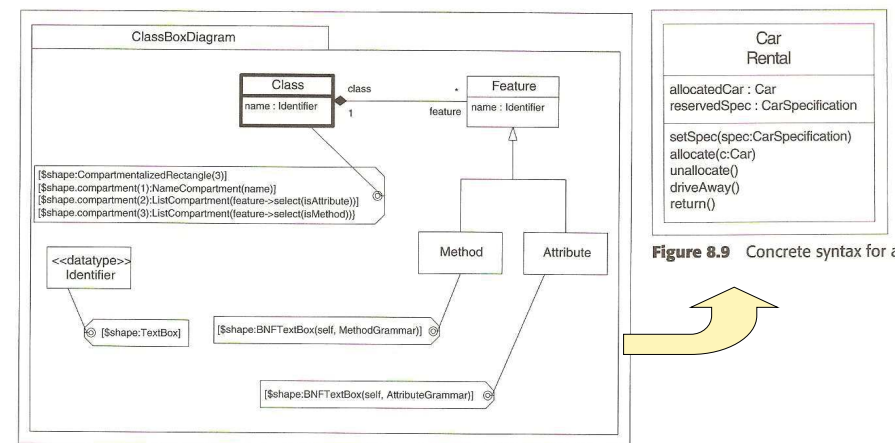 ClassBoxDiagram
Class
name : Identifier
class
1
*
feature
Feature
name : Identifier
[$shape:CompartmentalizedRectangle(3)]
[$shape.compartment(1):NameCompartment(name)]
[$shape.compartment(2):ListCompartment(feature->select(isAttribute))]
[$shape.compartment(3):ListCompartment(feature->select(isMethod))}
<<datatype>>
Identifier
[$shape:TextBox]
Method
Attribute
[$shape:BNFTextBox(self, MethodGrammar)]
[$shape:BNFTextBox(self, AttributeGrammar)]
Car
Rental
allocatedCar : Car
reservedSpec : CarSpecification
setSpec(spec:CarSpecification)
allocate(c:Car)
unallocate()
driveAway()
return()
Figure 8.9 Concrete syntax for a